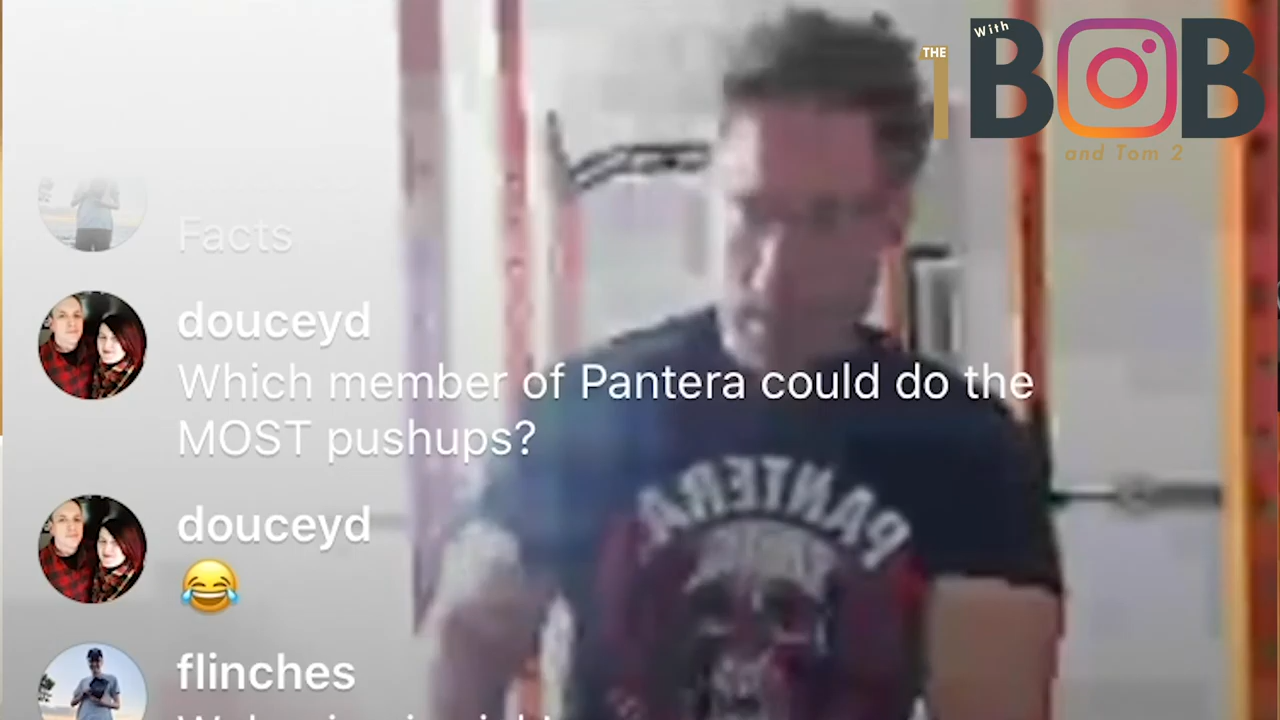 THE
With
BOB
and Tom 2
Facts
douceyd
Which member of Pantera could do the
MOST pushups?
PANTERA
douceyd
😂
flinches